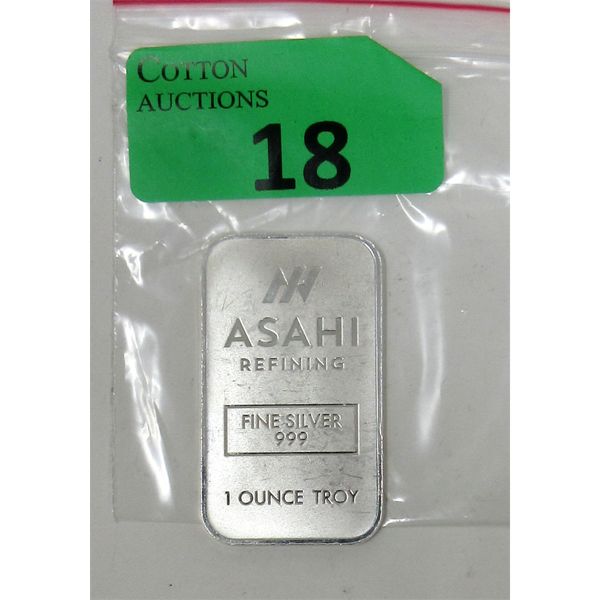 COTTON
AUCTIONS
18
ASAHI
REFINING
FINE SILVER
999
1 OUNCE TROY